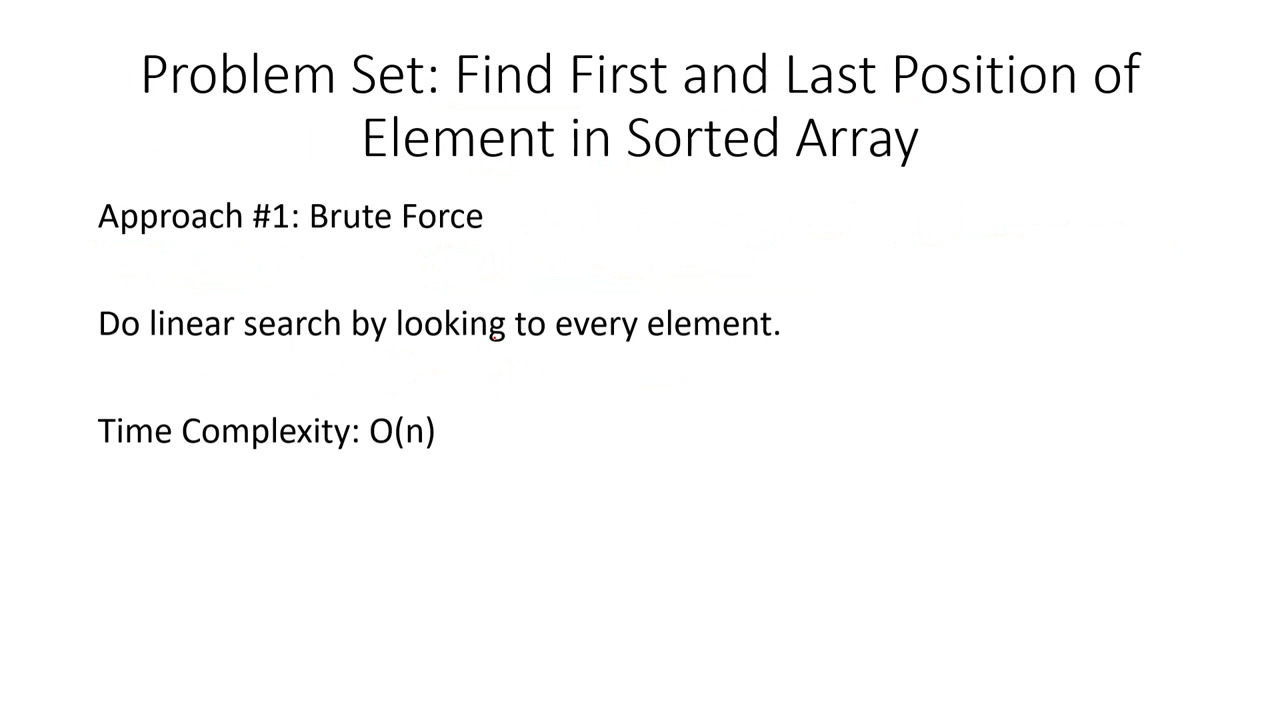 Problem Set: Find First and Last Position of
Element in Sorted Array
Approach #1: Brute Force
Do linear search by looking to every element.
Time Complexity: O(n)